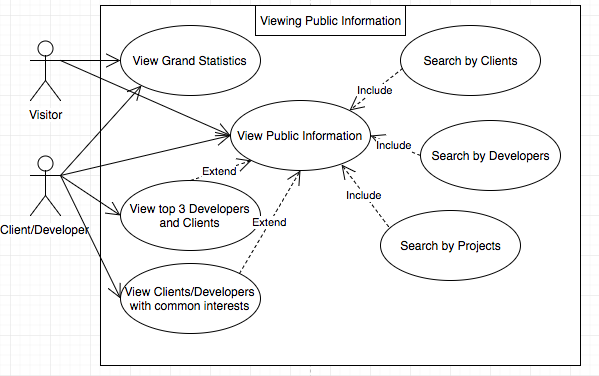 Viewing Public Information
View Grand Statistics
Search by Clients
Include
Visitor
View Public Information
Include
Search by Developers
Extend
Include
View top 3 Developers
and Clients
Extend
Client/Developer
Search by Projects
View Clients/Developers
with common interests